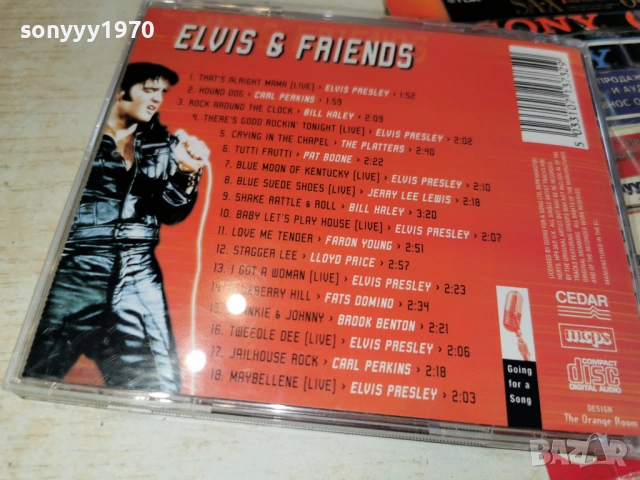 sonyyy1970
sonyyy1970
ELVIS & FRIENDS
1. THAT'S ALRIGHT MAMA (LIVE) > ELVIS PRESLEY > 1:52
2. HOUND DOG > CARL PERKINS > 1:59
3. ROCK AROUND THE CLOCK > BILL HALEY > 2:09
4. THERE'S GOOD ROCKIN' TONIGHT (LIVE) > ELVIS PRESLEY > 2:02
5. CRYING IN THE CHAPEL > THE PLATTERS > 2:40
6. TUTTI FRUTTI > PAT BOONE > 2:22
7. BLUE MOON OF KENTUCKY (LIVE) > ELVIS PRESLEY > 2:10
8. BLUE SUEDE SHOES (LIVE) > JERRY LEE LEWIS > 2:18
9. SHAKE RATTLE & ROLL > BILL HALEY > 3:20
10. BABY LET'S PLAY HOUSE (LIVE) > ELVIS PRESLEY > 2:07
11. LOVE ME TENDER > FARON YOUNG > 2:51
12. STAGGER LEE > LLOYD PRICE > 2:57
13. I GOT A WOMAN (LIVE) > ELVIS PRESLEY > 2:23
14. BLUEBERRY HILL > FATS DOMINO > 2:34
15. FRANKIE & JOHNNY > BROOK BENTON > 2:21
16. TWEEDLE DEE (LIVE) > ELVIS PRESLEY > 2:06
17. JAILHOUSE ROCK > CARL PERKINS > 2:18
18. MAYBELLENE (LIVE) > ELVIS PRESLEY > 2:03
CEDAR
mcps
COMPACT
disc
DIGITAL AUDIO
Going
for a
Song
DESIGN
The Orange Room
SONY
BAZAR